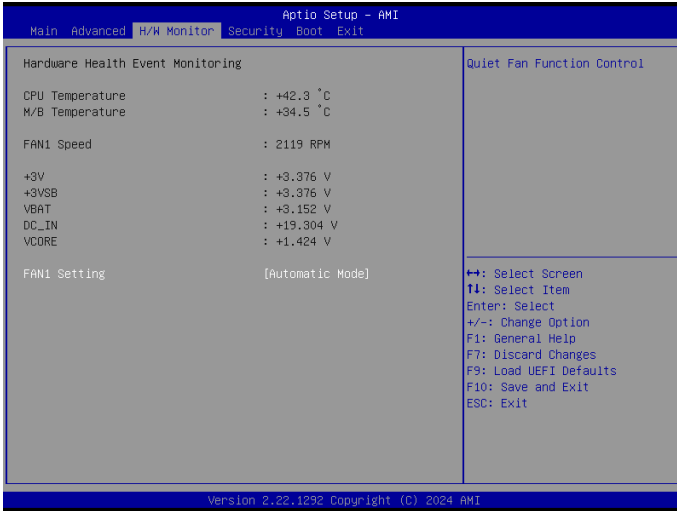 Aptio Setup - AMI
Main Advanced H/W Monitor Security Boot Exit
Hardware Health Event Monitoring
CPU Temperature : +42.3 °C
M/B Temperature : +34.5 °C
FAN1 Speed : 2119 RPM
+3V : +3.376 V
+3VSB : +3.376 V
VBAT : +3.152 V
DC_IN : +19.304 V
VCORE : +1.424 V
FAN1 Setting [Automatic Mode]
Quiet Fan Function Control
↔: Select Screen
↑↓: Select Item
Enter: Select
+/-: Change Option
F1: General Help
F7: Discard Changes
F9: Load UEFI Defaults
F10: Save and Exit
ESC: Exit
Version 2.22.1292 Copyright (C) 2024 AMI